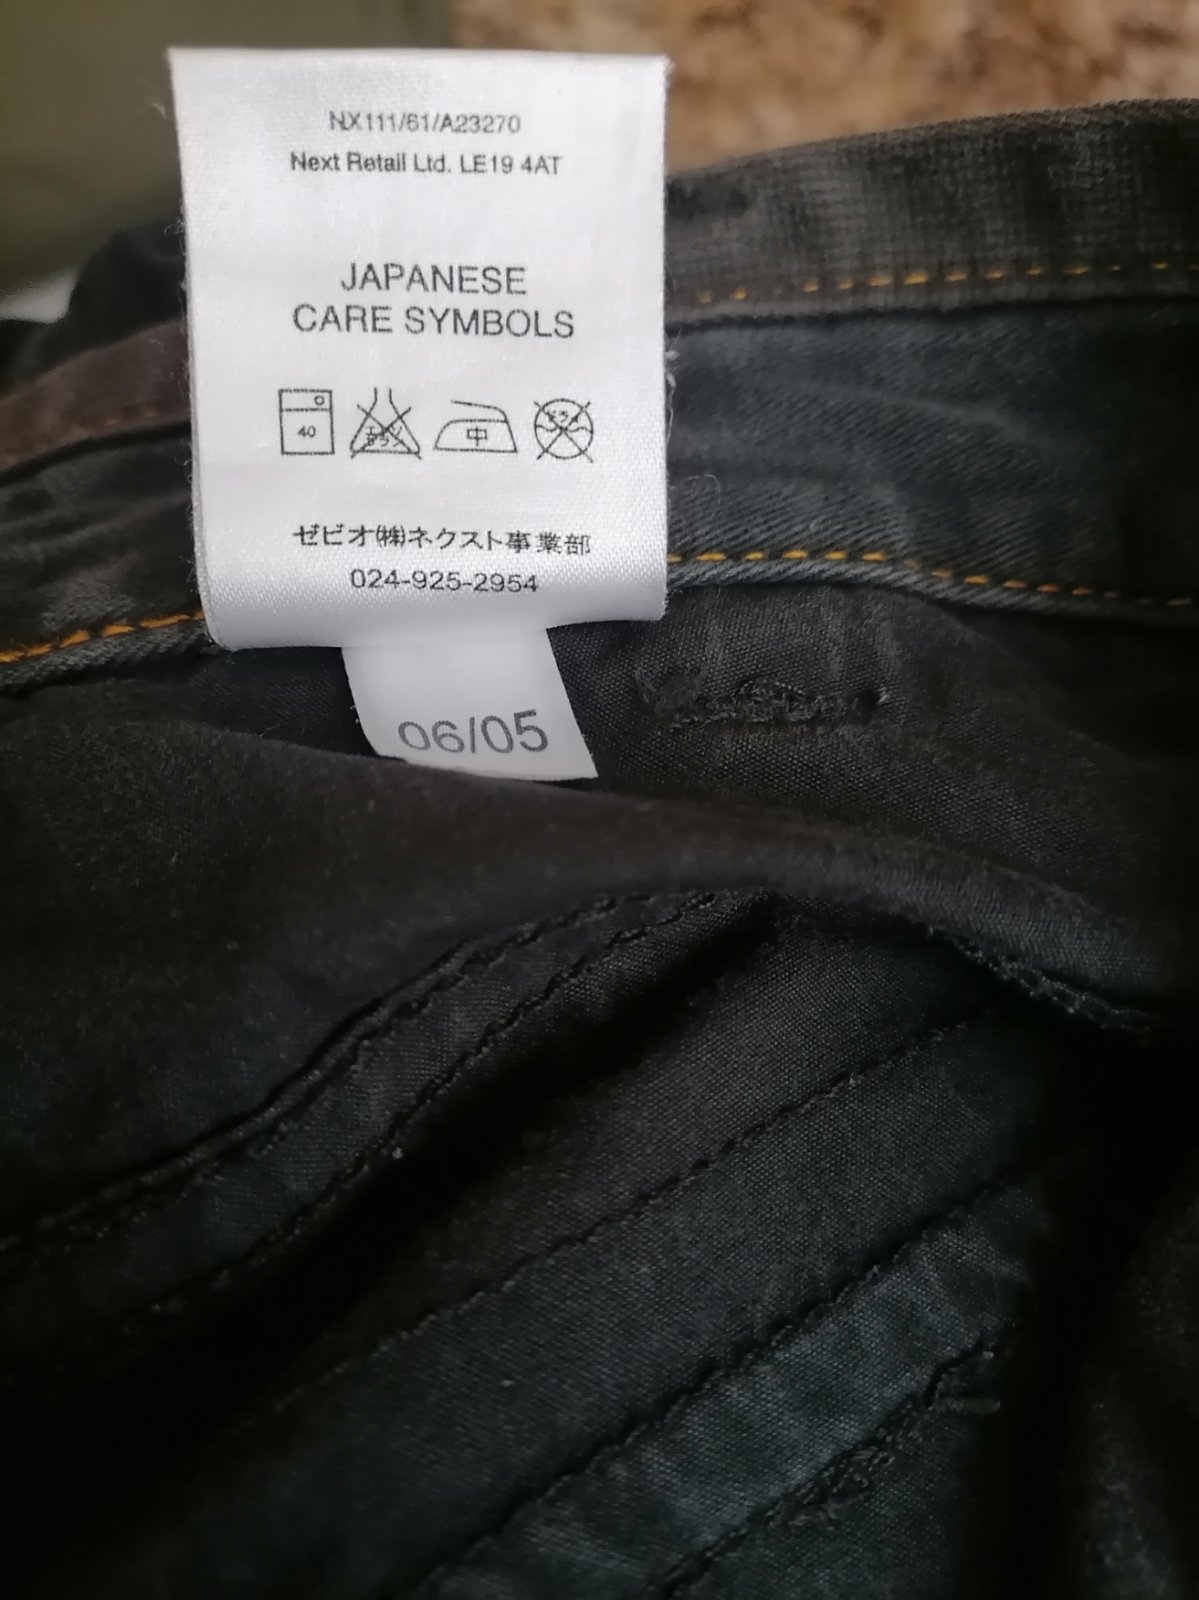 NX111/61/A23270
Next Retail Ltd. LE19 4AT
JAPANESE
CARE SYMBOLS
40
中
ゼビオ(株)ネクスト事業部
024-925-2954
06/05